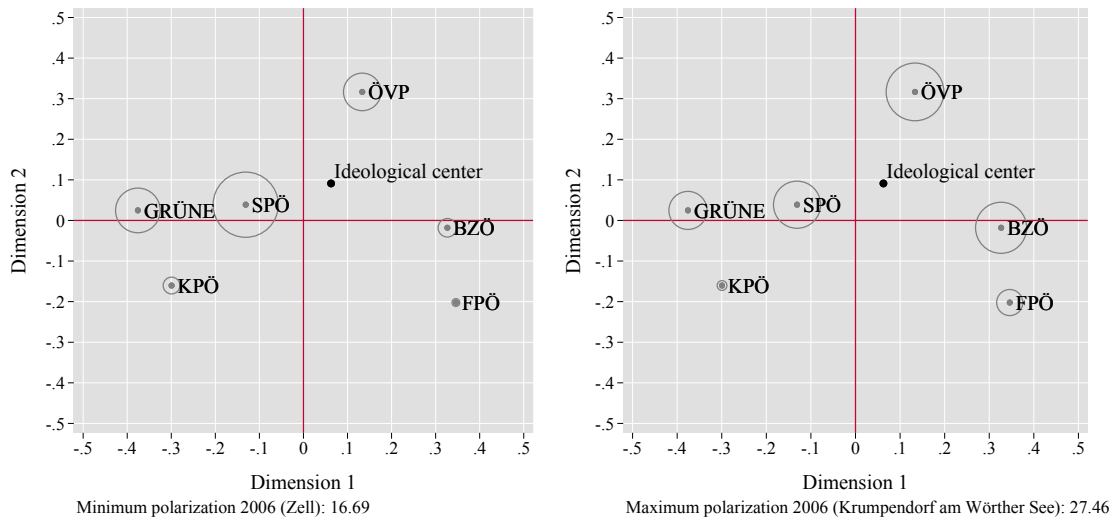 .5
.4
.3
.2
.1
0
-.1
-.2
-.3
-.4
-.5
Dimension 2
ÖVP
Ideological center
GRÜNE
SPÖ
BZÖ
KPÖ
FPÖ
-.5 -.4 -.3 -.2 -.1 0 .1 .2 .3 .4 .5
Dimension 1
Minimum polarization 2006 (Zell): 16.69
.5
.4
.3
.2
.1
0
-.1
-.2
-.3
-.4
-.5
Dimension 2
ÖVP
Ideological center
GRÜNE
SPÖ
BZÖ
KPÖ
FPÖ
-.5 -.4 -.3 -.2 -.1 0 .1 .2 .3 .4 .5
Dimension 1
Maximum polarization 2006 (Krumpendorf am Wörther See): 27.46